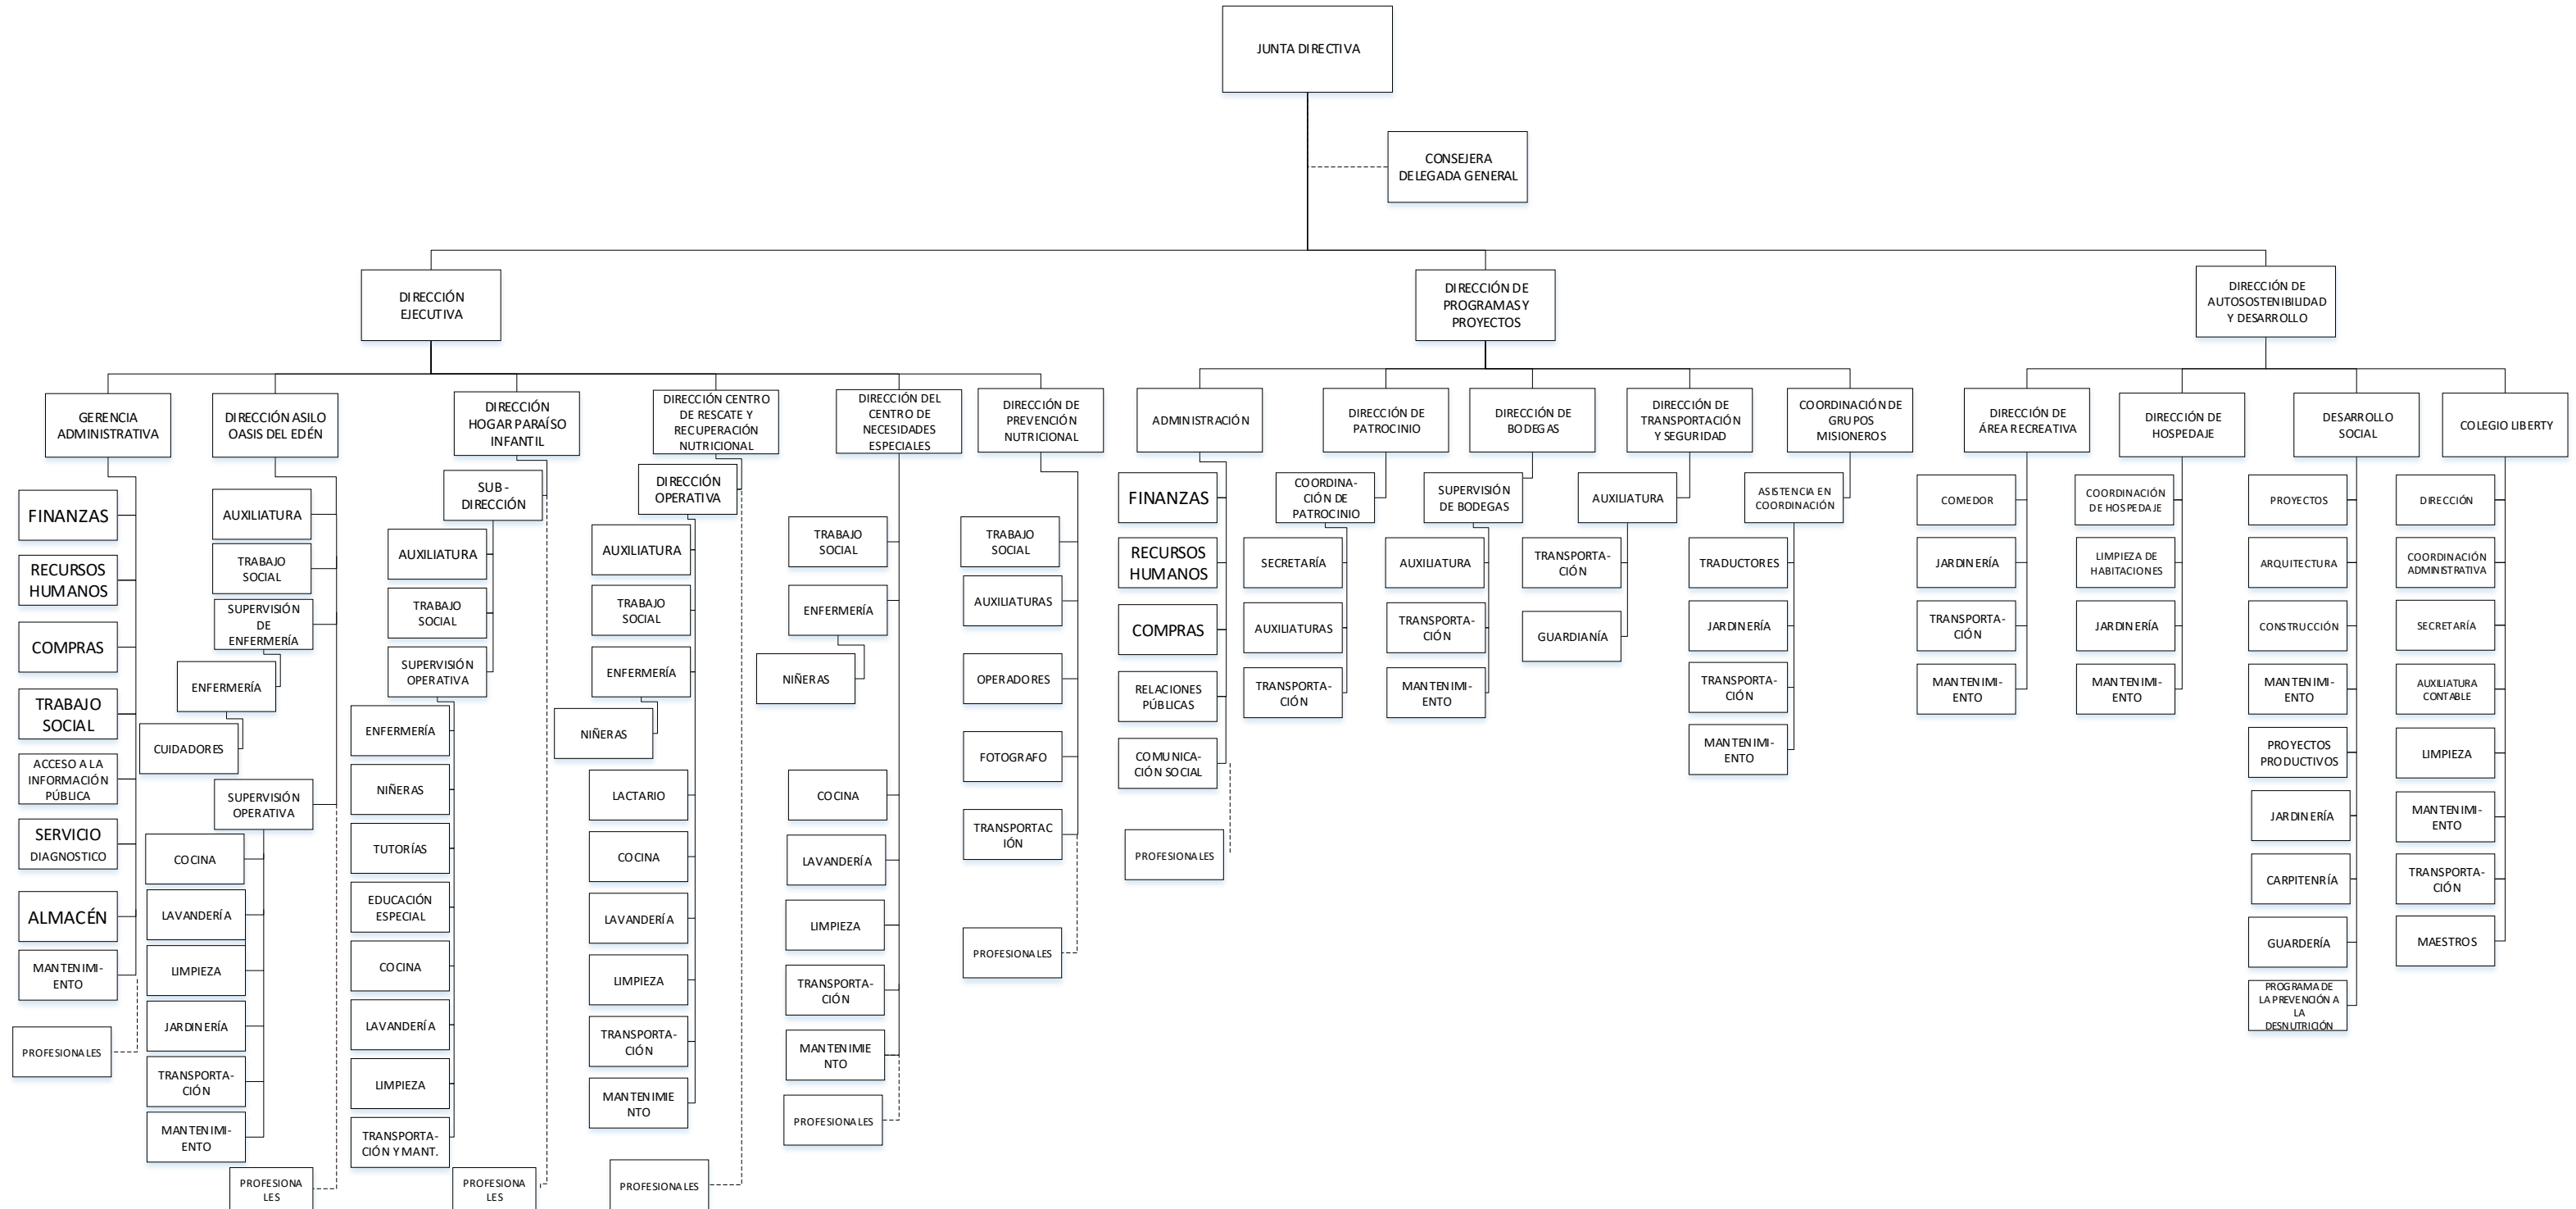 JUNTA DIRECTIVA
CONSEJERA
DELEGADA GENERAL
DIRECCIÓN
EJECUTIVA
DIRECCIÓN DE
PROGRAMAS Y
PROYECTOS
DIRECCIÓN DE
AUTOSOSTENIBILIDAD
Y DESARROLLO
GERENCIA
ADMINISTRATIVA
DIRECCIÓN ASILO
OASIS DEL EDÉN
DIRECCIÓN
HOGAR PARAÍSO
INFANTIL
DIRECCIÓN CENTRO
DE RESCATE Y
RECUPERACIÓN
NUTRICIONAL
DIRECCIÓN DEL
CENTRO DE
NECESIDADES
ESPECIALES
DIRECCIÓN DE
PREVENCIÓN
NUTRICIONAL
ADMINISTRACIÓN
DIRECCIÓN DE
PATROCINIO
DIRECCIÓN DE
BODEGAS
DIRECCIÓN DE
TRANSPORTACIÓN
Y SEGURIDAD
COORDINACIÓN DE
GRUPOS
MISIONEROS
DIRECCIÓN DE
ÁREA RECREATIVA
DIRECCIÓN DE
HOSPEDAJE
DESARROLLO
SOCIAL
COLEGIO LIBERTY
FINANZAS
RECURSOS
HUMANOS
COMPRAS
TRABAJO
SOCIAL
ACCESO A LA
INFORMACIÓN
PÚBLICA
SERVICIO
DIAGNOSTICO
ALMACÉN
MANTENIMI-
ENTO
PROFESIONALES
AUXILIATURA
TRABAJO
SOCIAL
SUPERVISIÓN
DE
ENFERMERÍA
ENFERMERÍA
CUIDADORES
SUPERVISIÓN
OPERATIVA
COCINA
LAVANDERÍA
LIMPIEZA
JARDINERÍA
TRANSPORTA-
CIÓN
MANTENIMI-
ENTO
PROFESIONA
LES
SUB -
DIRECCIÓN
AUXILIATURA
TRABAJO
SOCIAL
SUPERVISIÓN
OPERATIVA
ENFERMERÍA
NIÑERAS
TUTORÍAS
EDUCACIÓN
ESPECIAL
COCINA
LAVANDERÍA
LIMPIEZA
TRANSPORTA-
CIÓN Y MANT.
PROFESIONA
LES
DIRECCIÓN
OPERATIVA
AUXILIATURA
TRABAJO
SOCIAL
ENFERMERÍA
NIÑERAS
LACTARIO
COCINA
LAVANDERÍA
LIMPIEZA
TRANSPORTA-
CIÓN
MANTENIMIE
NTO
PROFESIONALES
TRABAJO
SOCIAL
ENFERMERÍA
NIÑERAS
COCINA
LAVANDERÍA
LIMPIEZA
TRANSPORTA-
CIÓN
MANTENIMIE
NTO
PROFESIONALES
TRABAJO
SOCIAL
AUXILIATURAS
OPERADORES
FOTOGRAFO
TRANSPORTAC
IÓN
PROFESIONALES
FINANZAS
RECURSOS
HUMANOS
COMPRAS
RELACIONES
PÚBLICAS
COMUNICA-
CIÓN SOCIAL
PROFESIONALES
COORDINA-
CIÓN DE
PATROCINIO
SECRETARÍA
AUXILIATURAS
TRANSPORTA-
CIÓN
SUPERVISIÓN
DE BODEGAS
AUXILIATURA
TRANSPORTA-
CIÓN
MANTENIMI-
ENTO
AUXILIATURA
TRANSPORTA-
CIÓN
GUARDIANÍA
ASISTENCIA EN
COORDINACIÓN
TRADUCTORES
JARDINERÍA
TRANSPORTA-
CIÓN
MANTENIMI-
ENTO
COMEDOR
JARDINERÍA
TRANSPORTA-
CIÓN
MANTENIMI-
ENTO
COORDINACIÓN
DE HOSPEDAJE
LIMPIEZA DE
HABITACIONES
JARDINERÍA
MANTENIMI-
ENTO
PROYECTOS
ARQUITECTURA
CONSTRUCCIÓN
MANTENIMI-
ENTO
PROYECTOS
PRODUCTIVOS
JARDINERÍA
CARPITENRÍA
GUARDERÍA
PROGRAMA DE
LA PREVENCIÓN A
LA
DESNUTRICIÓN
DIRECCIÓN
COORDINACIÓN
ADMINISTRATIVA
SECRETARÍA
AUXILIATURA
CONTABLE
LIMPIEZA
MANTENIMI-
ENTO
TRANSPORTA-
CIÓN
MAESTROS